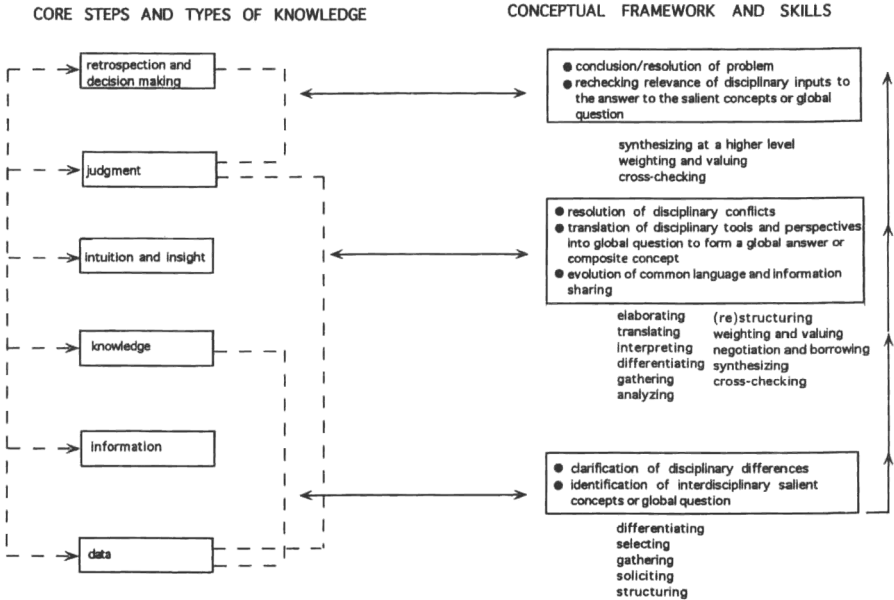 CORE STEPS AND TYPES OF KNOWLEDGE
retrospection and
decision making
judgment
intuition and insight
knowledge
information
data
CONCEPTUAL FRAMEWORK AND SKILLS
● conclusion/resolution of problem
● rechecking relevance of disciplinary inputs to
the answer to the salient concepts or global
question
synthesizing at a higher level
weighting and valuing
cross-checking
● resolution of disciplinary conflicts
● translation of disciplinary tools and perspectives
into global question to form a global answer or
composite concept
● evolution of common language and information
sharing
elaborating
translating
interpreting
differentiating
gathering
analyzing
(re)structuring
weighting and valuing
negotiation and borrowing
synthesizing
cross-checking
● clarification of disciplinary differences
● identification of interdisciplinary salient
concepts or global question
differentiating
selecting
gathering
soliciting
structuring